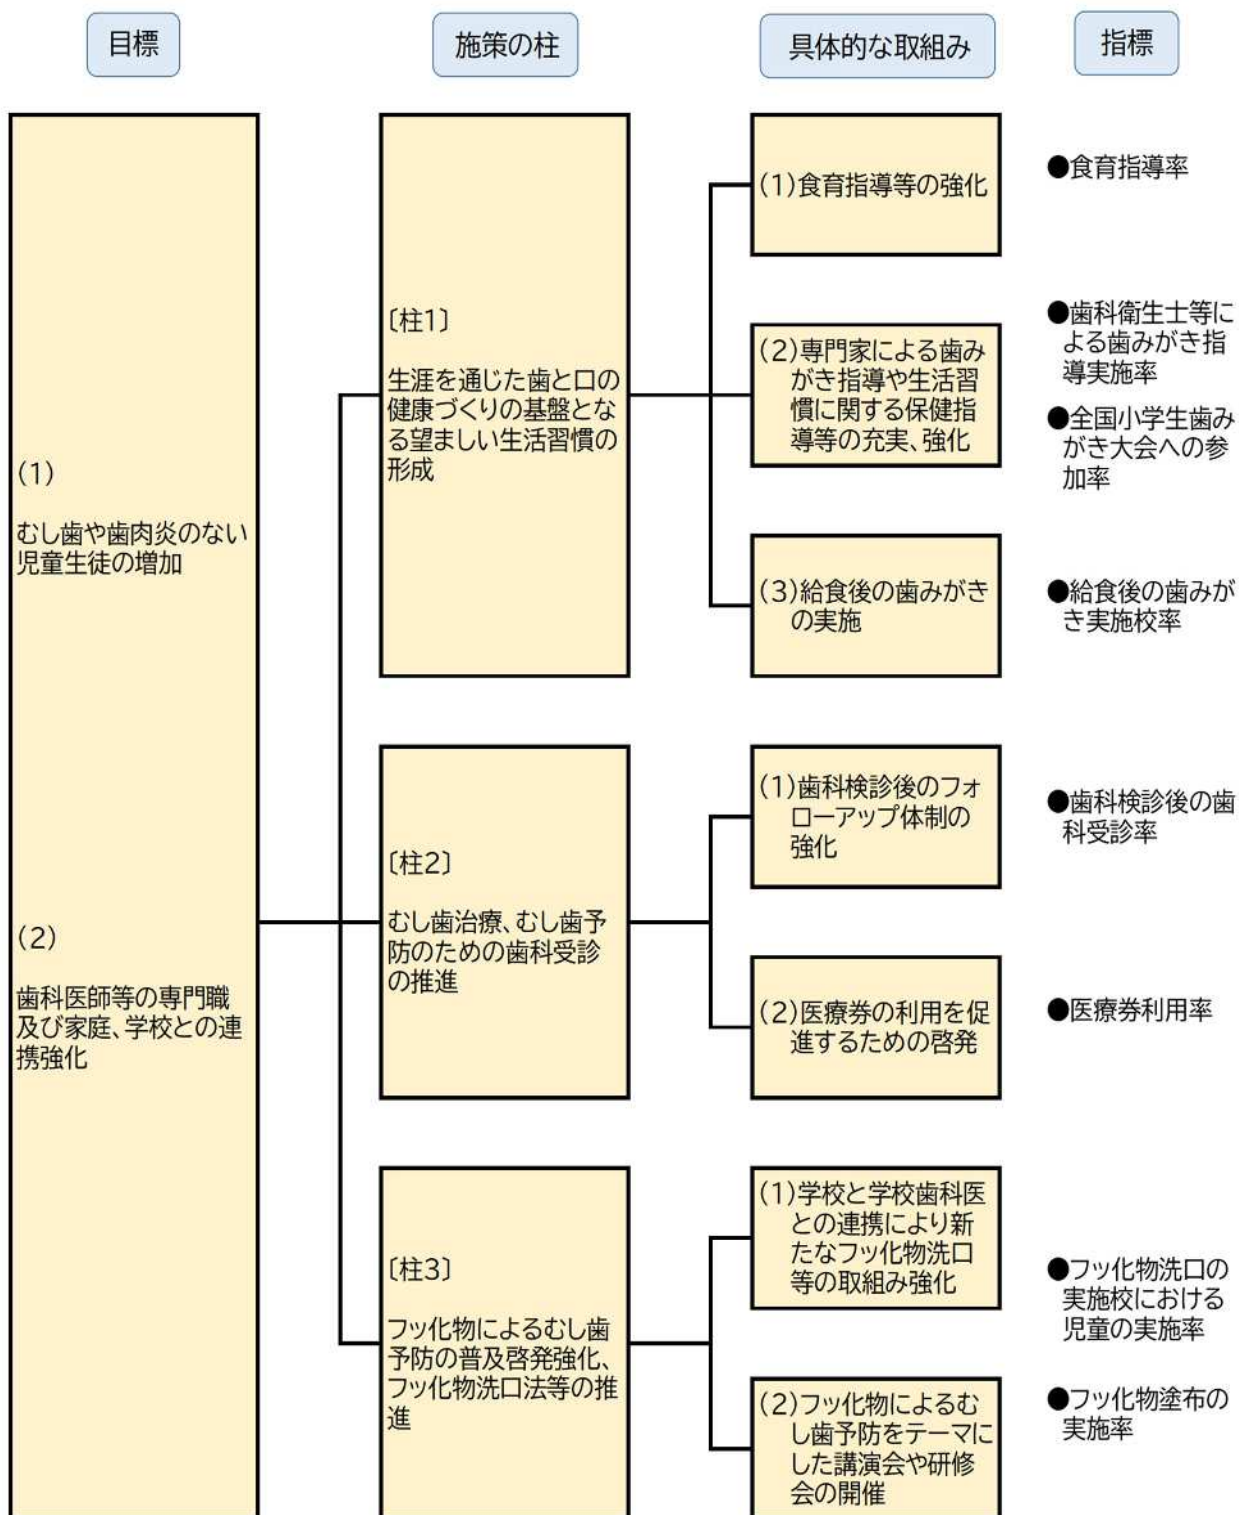 目標
施策の柱
具体的な取組み
指標
(1)
むし歯や歯肉炎のない
児童生徒の増加
(2)
歯科医師等の専門職
及び家庭、学校との連
携強化
〔柱1〕
生涯を通じた歯と口の
健康づくりの基盤とな
る望ましい生活習慣の
形成
(1)食育指導等の強化
●食育指導率
(2)専門家による歯み
がき指導や生活習
慣に関する保健指
導等の充実、強化
●歯科衛生士等に
よる歯みがき指
導実施率
●全国小学生歯み
がき大会への参
加率
(3)給食後の歯みがき
の実施
●給食後の歯みが
き実施校率
〔柱2〕
むし歯治療、むし歯予
防のための歯科受診
の推進
(1)歯科検診後のフォ
ローアップ体制の
強化
●歯科検診後の歯
科受診率
(2)医療券の利用を促
進するための啓発
●医療券利用率
〔柱3〕
フッ化物によるむし歯
予防の普及啓発強化、
フッ化物洗口法等の推
進
(1)学校と学校歯科医
との連携により新
たなフッ化物洗口
等の取組み強化
●フッ化物洗口の
実施校における
児童の実施率
(2)フッ化物によるむ
し歯予防をテーマに
した講演会や研修
会の開催
●フッ化物塗布の
実施率